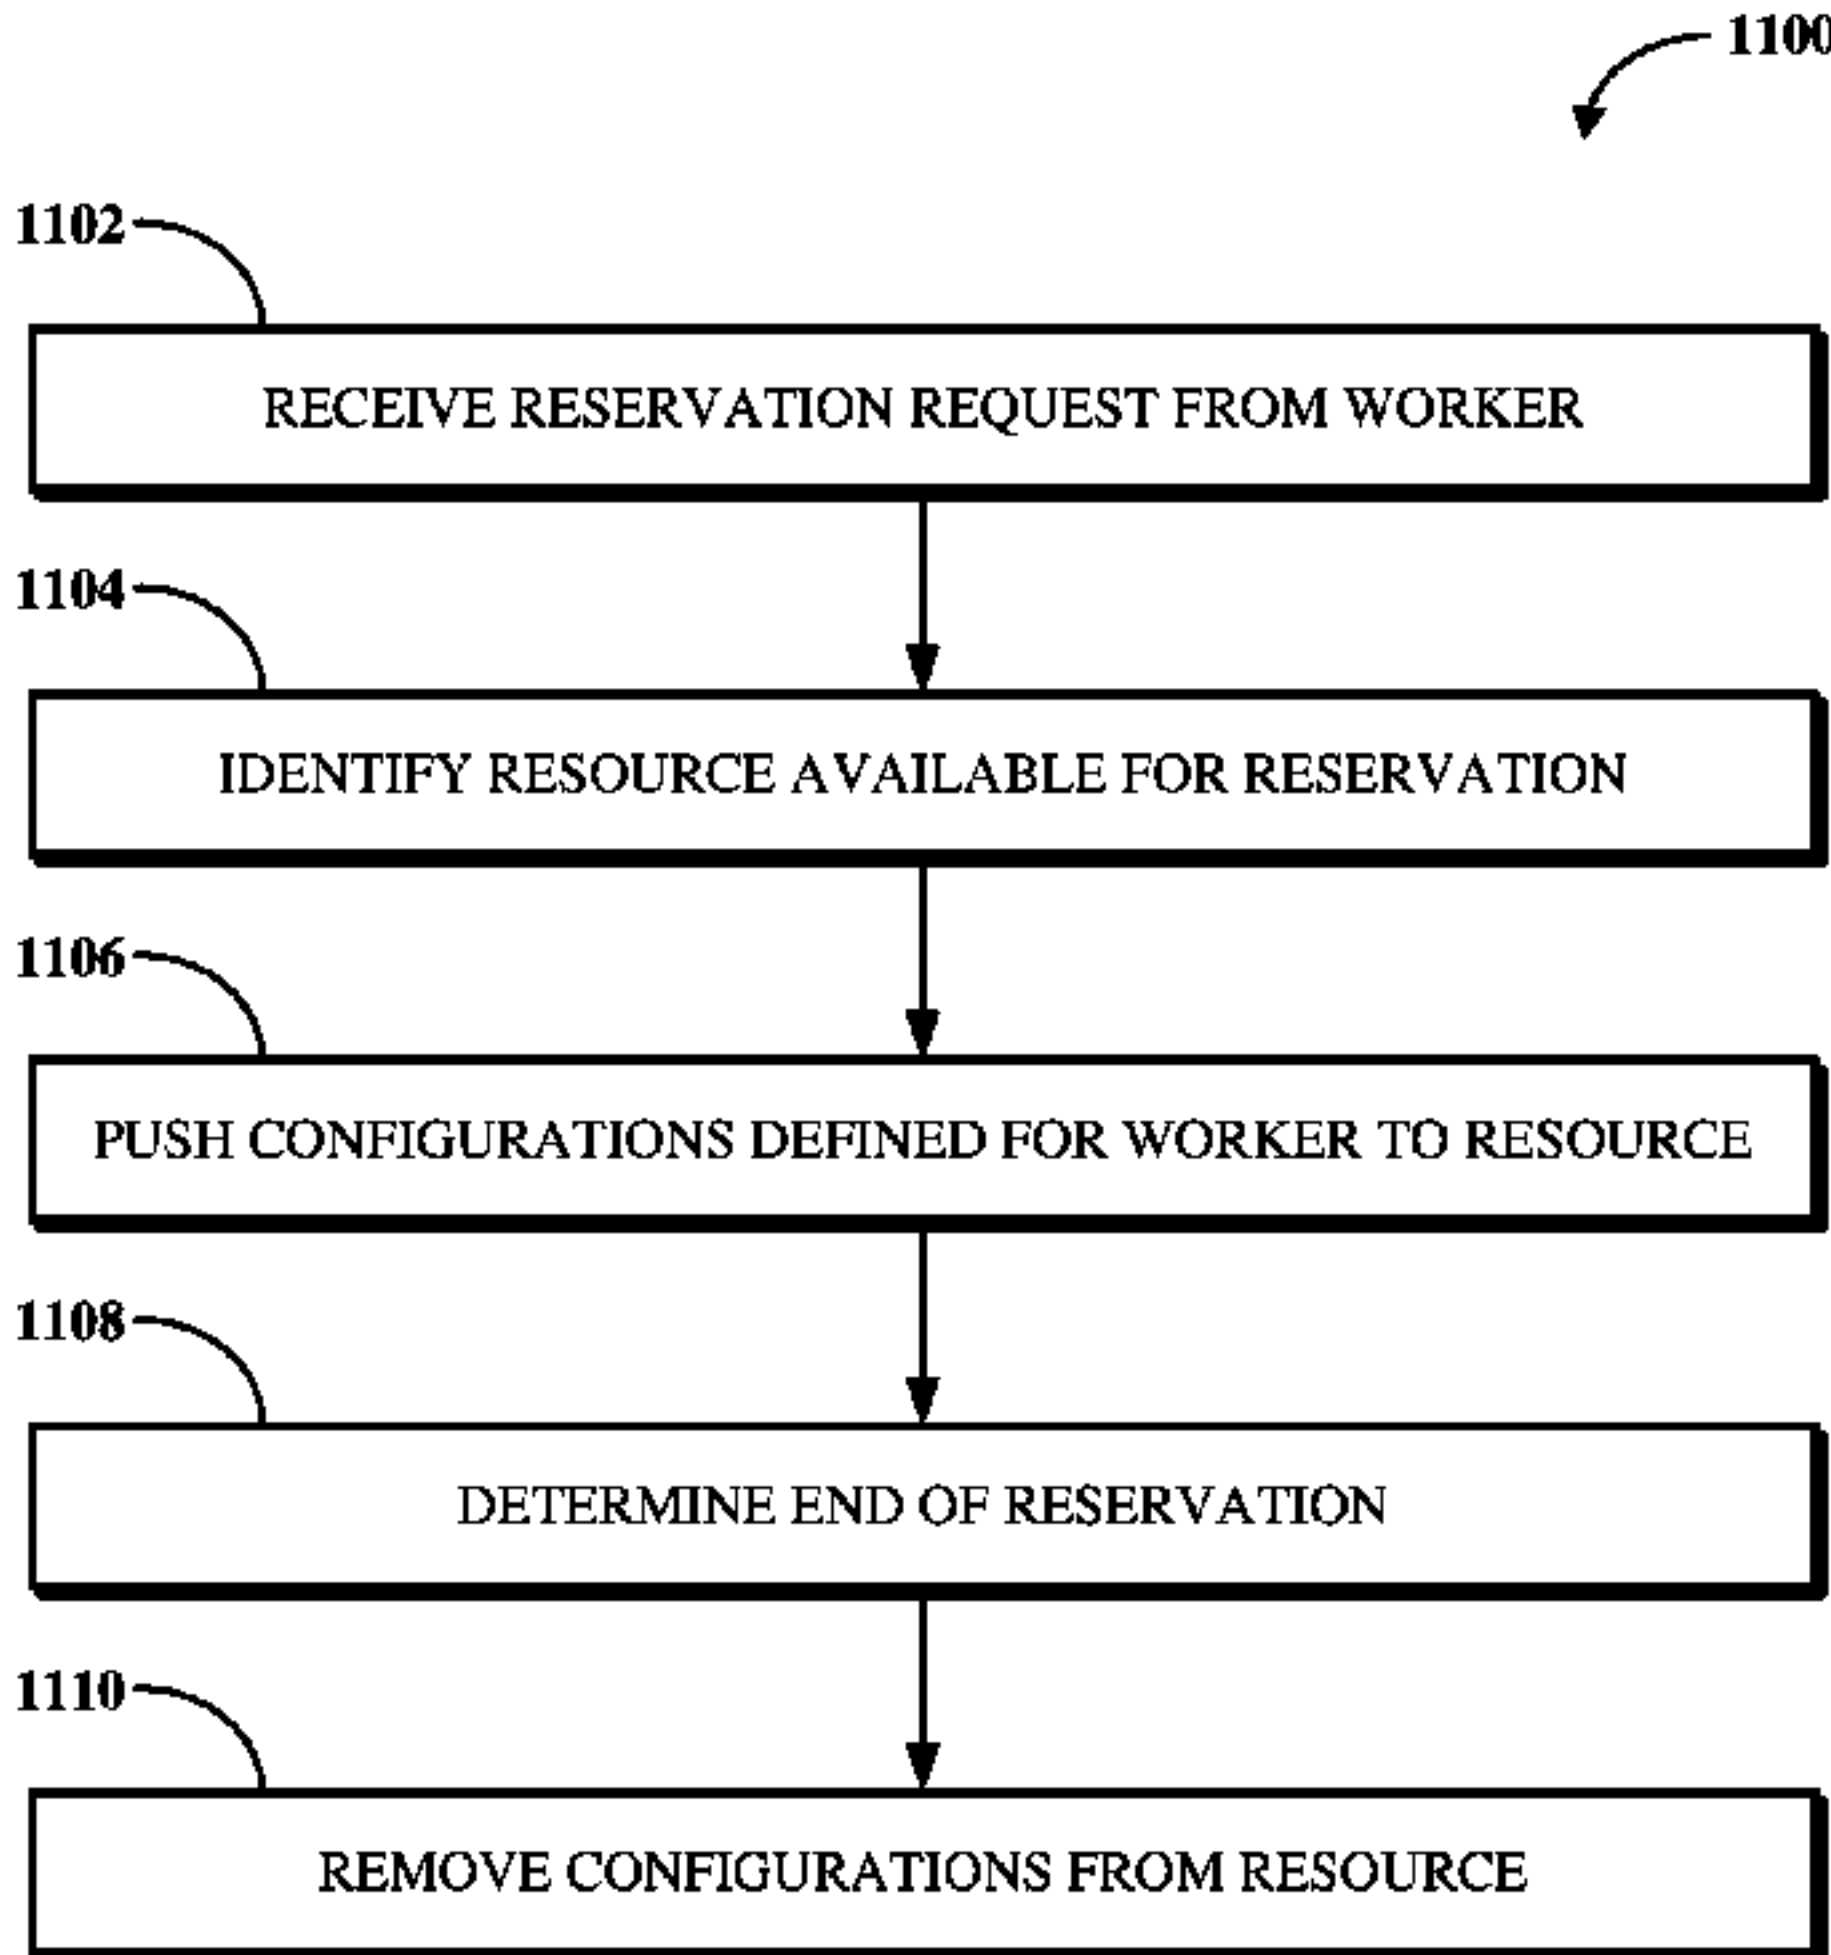 1100
1102
RECEIVE RESERVATION REQUEST FROM WORKER
1104
IDENTIFY RESOURCE AVAILABLE FOR RESERVATION
1106
PUSH CONFIGURATIONS DEFINED FOR WORKER TO RESOURCE
1108
DETERMINE END OF RESERVATION
1110
REMOVE CONFIGURATIONS FROM RESOURCE